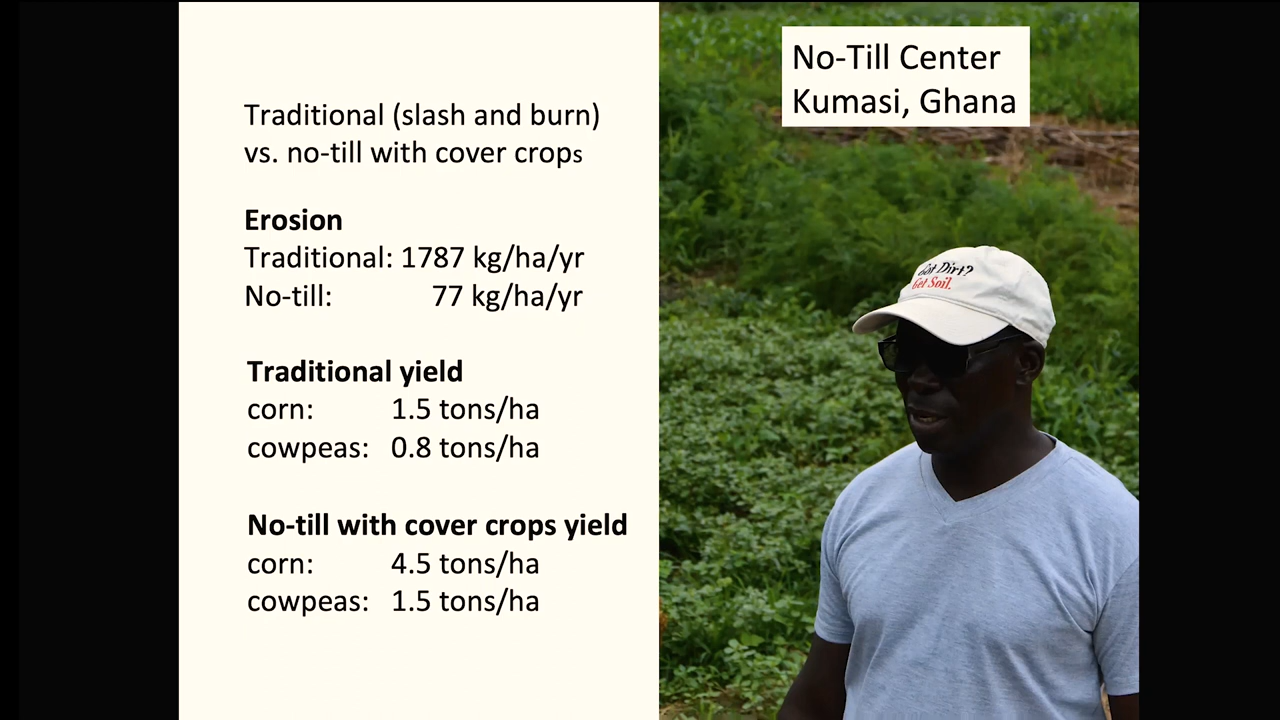 Traditional (slash and burn)
vs. no-till with cover crops
Erosion
Traditional: 1787 kg/ha/yr
No-till: 77 kg/ha/yr
Traditional yield
corn: 1.5 tons/ha
cowpeas: 0.8 tons/ha
No-till with cover crops yield
corn: 4.5 tons/ha
cowpeas: 1.5 tons/ha
No-Till Center
Kumasi, Ghana
Got Dirt?
Get Soil.